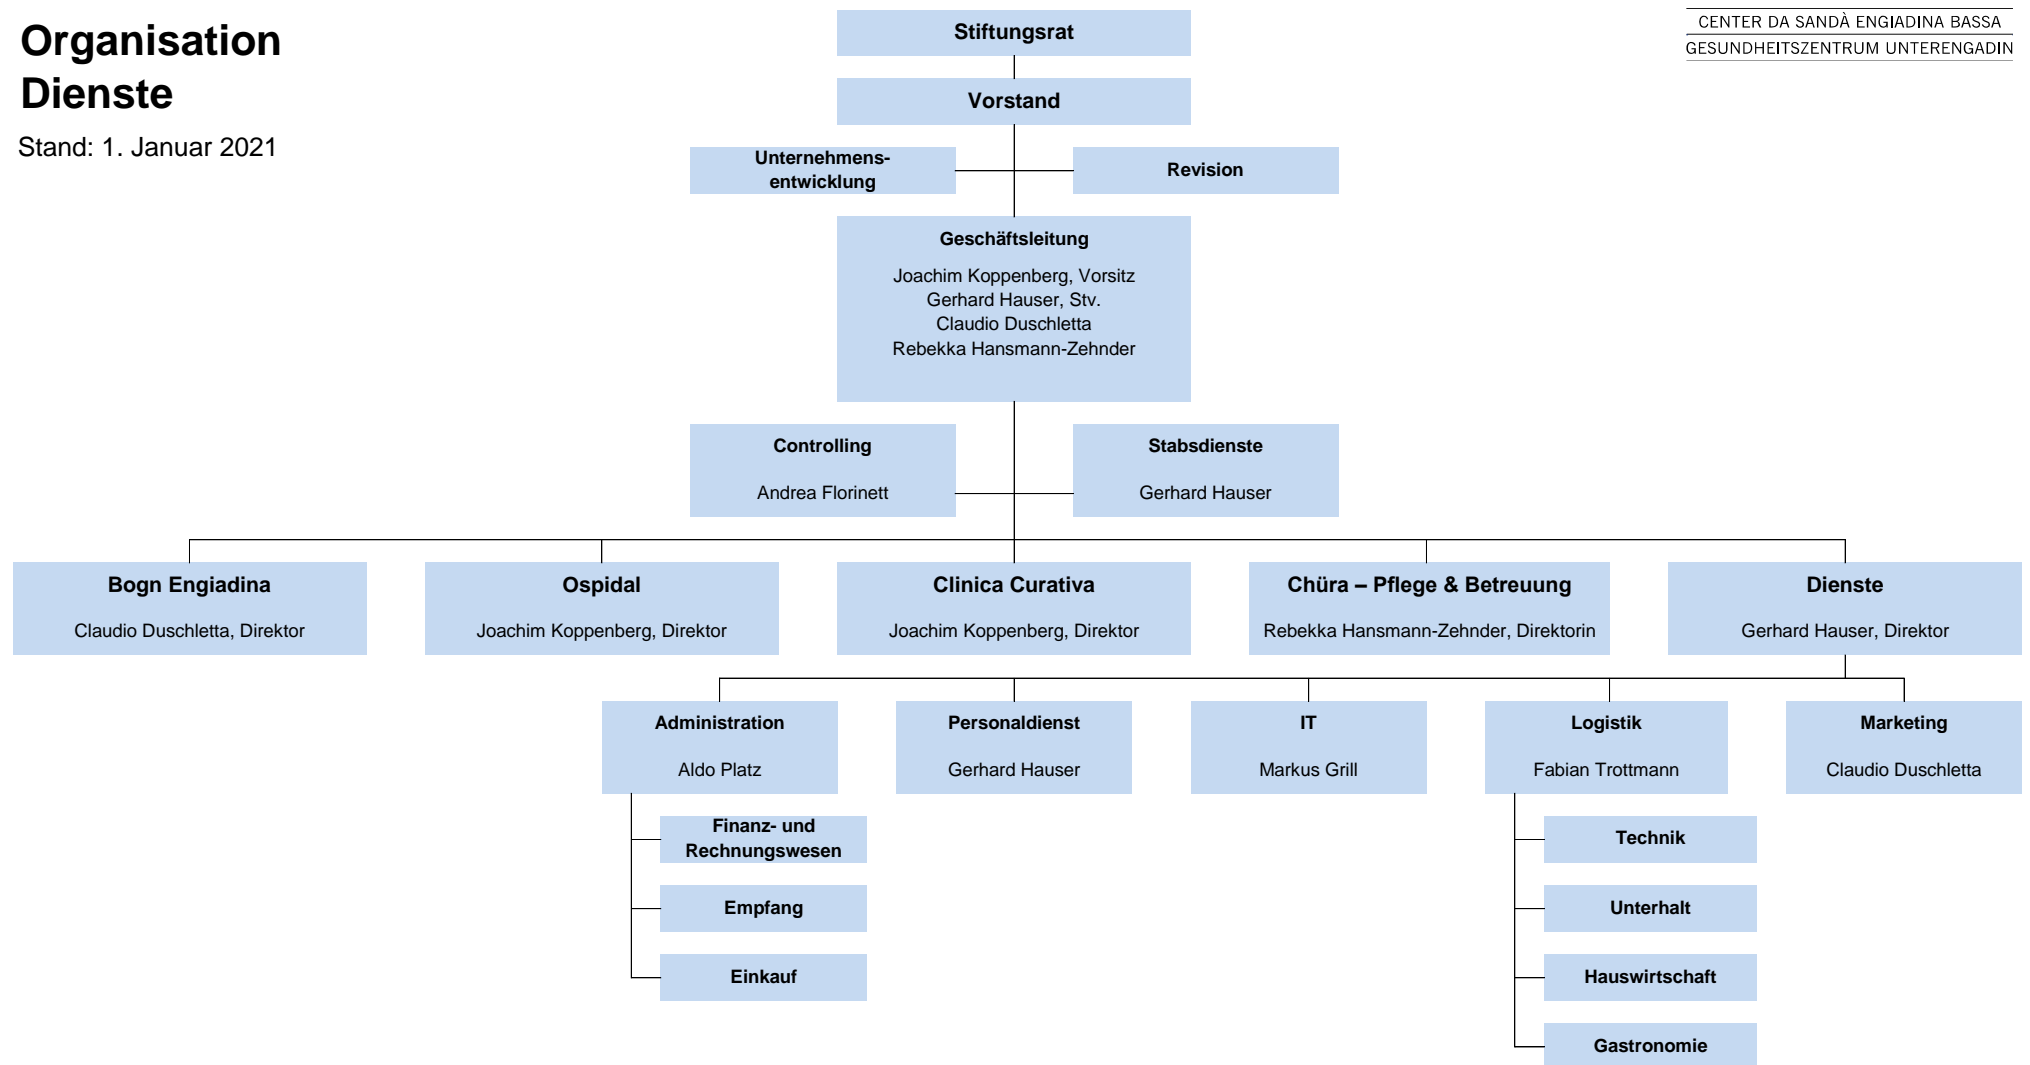 Organisation
Dienste
Stand: 1. Januar 2021
CENTER DA SANDÀ ENGIADINA BASSA
GESUNDHEITSZENTRUM UNTERENGADIN
Stiftungsrat
Vorstand
Unternehmens-
entwicklung
Revision
Geschäftsleitung
Joachim Koppenberg, Vorsitz
Gerhard Hauser, Stv.
Claudio Duschletta
Rebekka Hansmann-Zehnder
Controlling
Andrea Florinett
Stabsdienste
Gerhard Hauser
Bogn Engiadina
Claudio Duschletta, Direktor
Ospidal
Joachim Koppenberg, Direktor
Clinica Curativa
Joachim Koppenberg, Direktor
Chüra – Pflege & Betreuung
Rebekka Hansmann-Zehnder, Direktorin
Dienste
Gerhard Hauser, Direktor
Administration
Aldo Platz
Personaldienst
Gerhard Hauser
IT
Markus Grill
Logistik
Fabian Trottmann
Marketing
Claudio Duschletta
Finanz- und
Rechnungswesen
Empfang
Einkauf
Technik
Unterhalt
Hauswirtschaft
Gastronomie